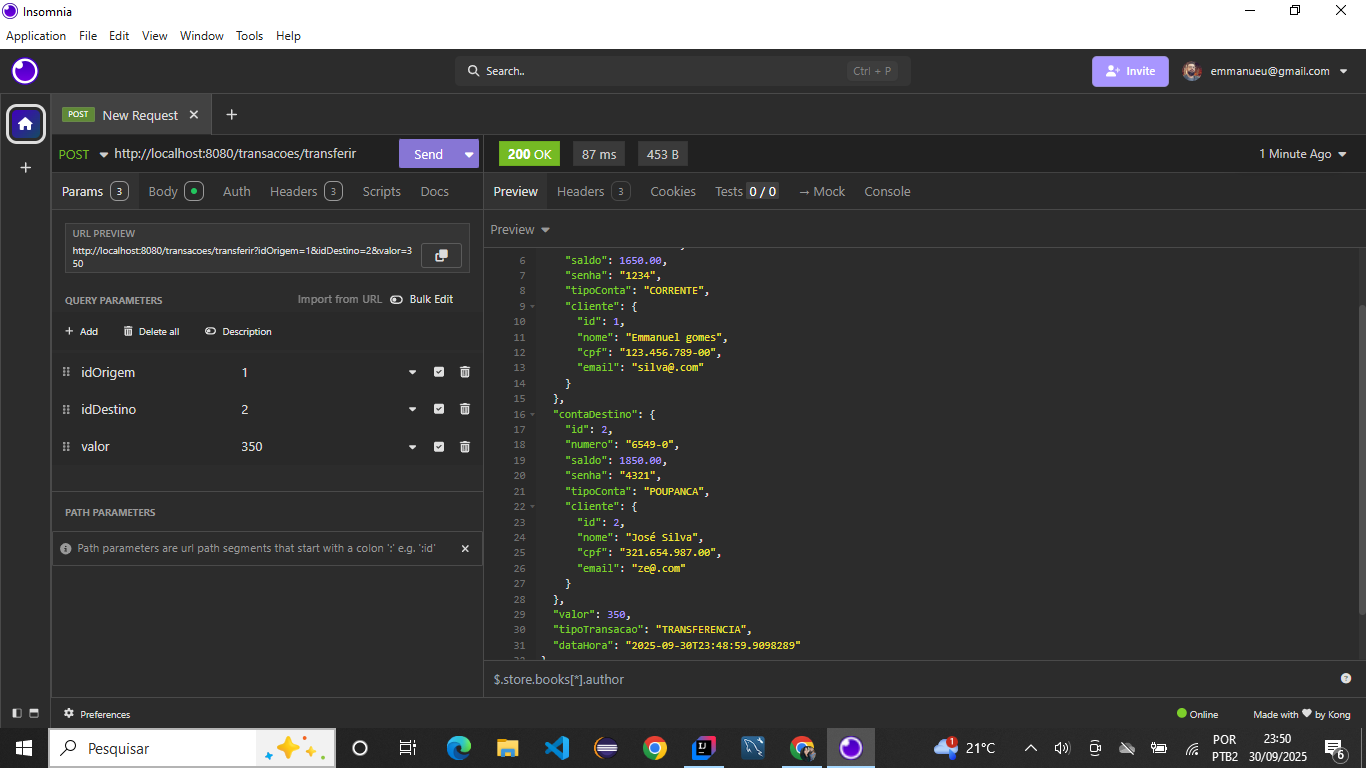 Insomnia
Application File Edit View Window Tools Help
Search.. Ctrl + P
Invite
emmanueu@gmail.com
POST New Request
POST http://localhost:8080/transacoes/transferir Send
200 OK 87 ms 453 B 1 Minute Ago
Params 3 Body Auth Headers 3 Scripts Docs
Preview Headers 3 Cookies Tests 0 / 0 → Mock Console
URL PREVIEW
http://localhost:8080/transacoes/transferir?idOrigem=1&idDestino=2&valor=3
50
QUERY PARAMETERS Import from URL Bulk Edit
+ Add Delete all Description
idOrigem 1
idDestino 2
valor 350
PATH PARAMETERS
Path parameters are url path segments that start with a colon ':' e.g. ':id'
Preview
6 "saldo": 1650.00,
7 "senha": "1234",
8 "tipoConta": "CORRENTE",
9 "cliente": {
10 "id": 1,
11 "nome": "Emmanuel gomes",
12 "cpf": "123.456.789-00",
13 "email": "silva@.com"
14 }
15 },
16 "contaDestino": {
17 "id": 2,
18 "numero": "6549-0",
19 "saldo": 1850.00,
20 "senha": "4321",
21 "tipoConta": "POUPANCA",
22 "cliente": {
23 "id": 2,
24 "nome": "José Silva",
25 "cpf": "321.654.987.00",
26 "email": "ze@.com"
27 }
28 },
29 "valor": 350,
30 "tipoTransacao": "TRANSFERENCIA",
31 "dataHora": "2025-09-30T23:48:59.9098289"
$.store.books[*].author
Preferences
Online
Made with ❤ by Kong
Pesquisar
1
21°C
POR
PTB2
23:50
30/09/2025
6